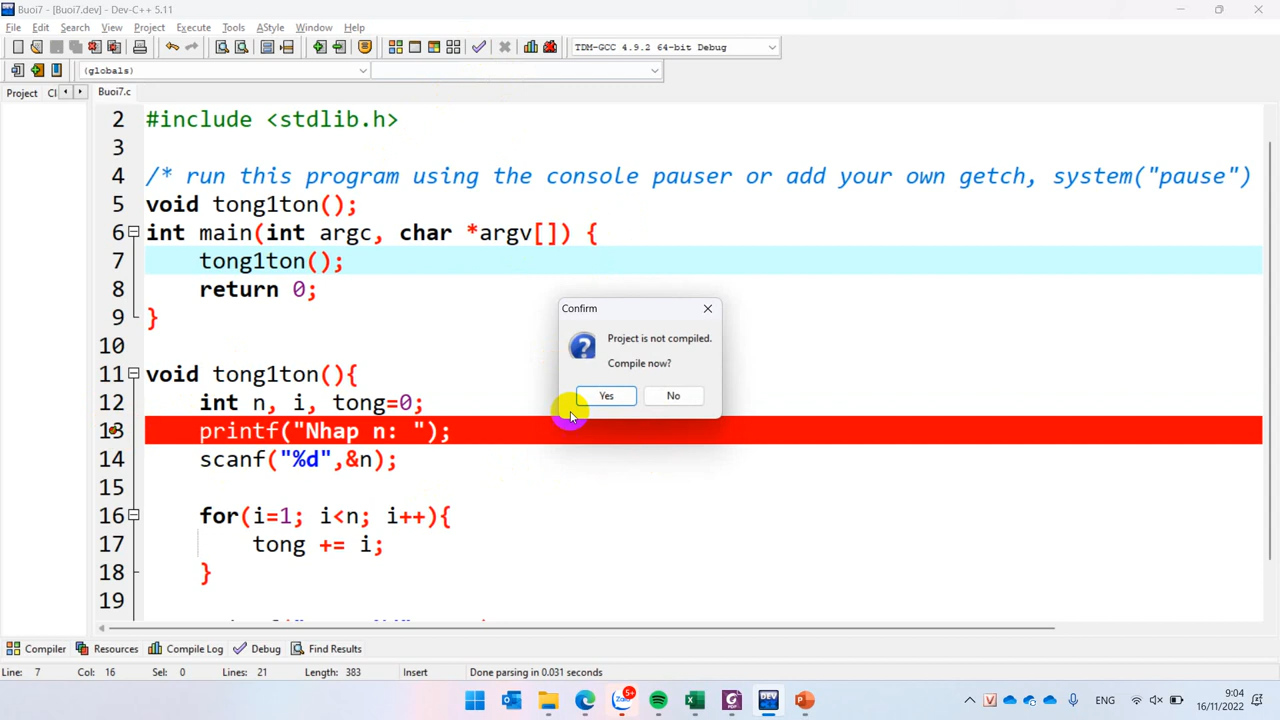 Buoi7 - [Buoi7.dev] - Dev-C++ 5.11
File Edit Search View Project Execute Tools AStyle Window Help
TDM-GCC 4.9.2 64-bit Debug
(globals)
Project Cl Buoi7.c
2 #include <stdlib.h>
3
4 /* run this program using the console pauser or add your own getch, system("pause")
5 void tong1ton();
6 int main(int argc, char *argv[]) {
7 tong1ton();
8 return 0;
9 }
10
11 void tong1ton(){
12 int n, i, tong=0;
13 printf("Nhap n: ");
14 scanf("%d",&n);
15
16 for(i=1; i<n; i++){
17 tong += i;
18 }
19
Confirm
Project is not compiled.
Compile now?
Yes No
Compiler Resources Compile Log Debug Find Results
Line: 7 Col: 16 Sel: 0 Lines: 21 Length: 383 Insert Done parsing in 0.031 seconds
Zalo 5+ PDF DEV P
V ENG 9:04
16/11/2022